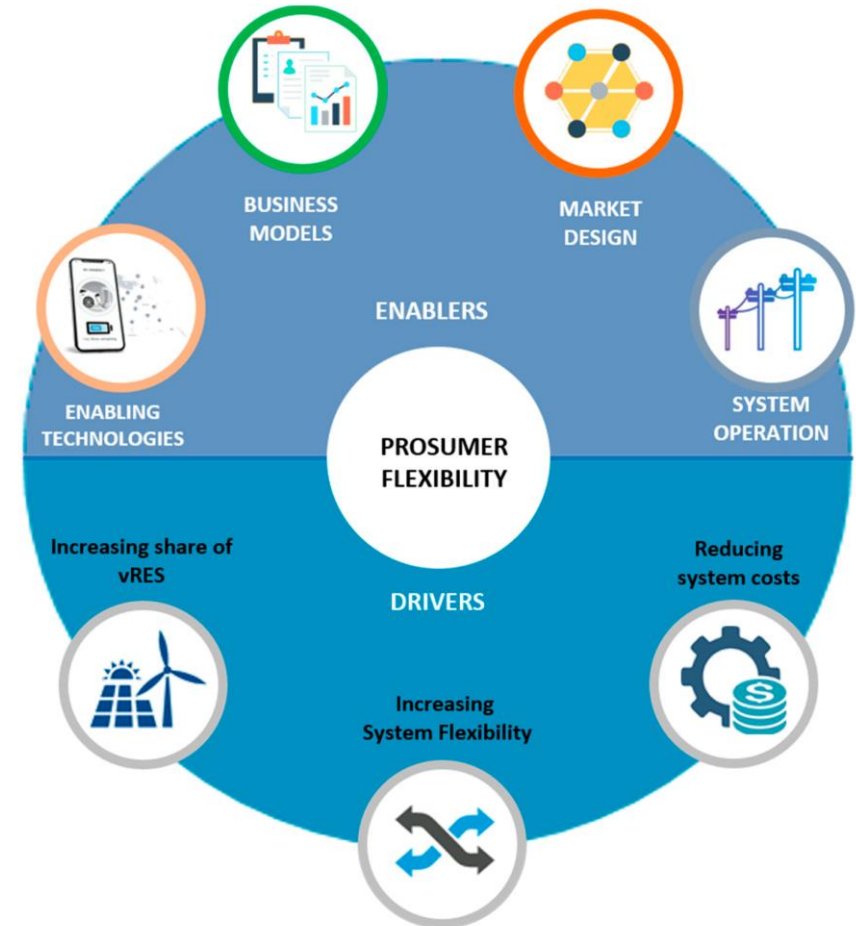 BUSINESS
MODELS
MARKET
DESIGN
ENABLERS
ENABLING
TECHNOLOGIES
SYSTEM
OPERATION
PROSUMER
FLEXIBILITY
Increasing share of
vRES
Reducing
system costs
DRIVERS
Increasing
System Flexibility
$